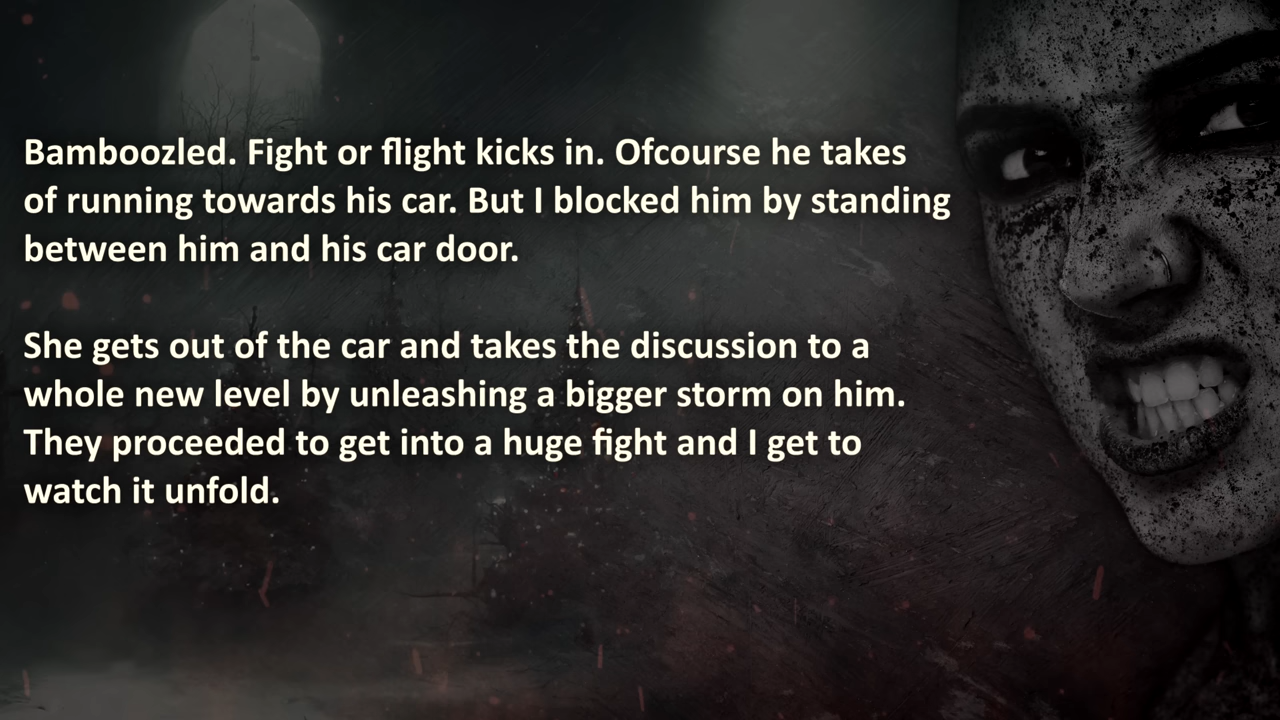 Bamboozled. Fight or flight kicks in. Ofcourse he takes
of running towards his car. But I blocked him by standing
between him and his car door.
She gets out of the car and takes the discussion to a
whole new level by unleashing a bigger storm on him.
They proceeded to get into a huge fight and I get to
watch it unfold.